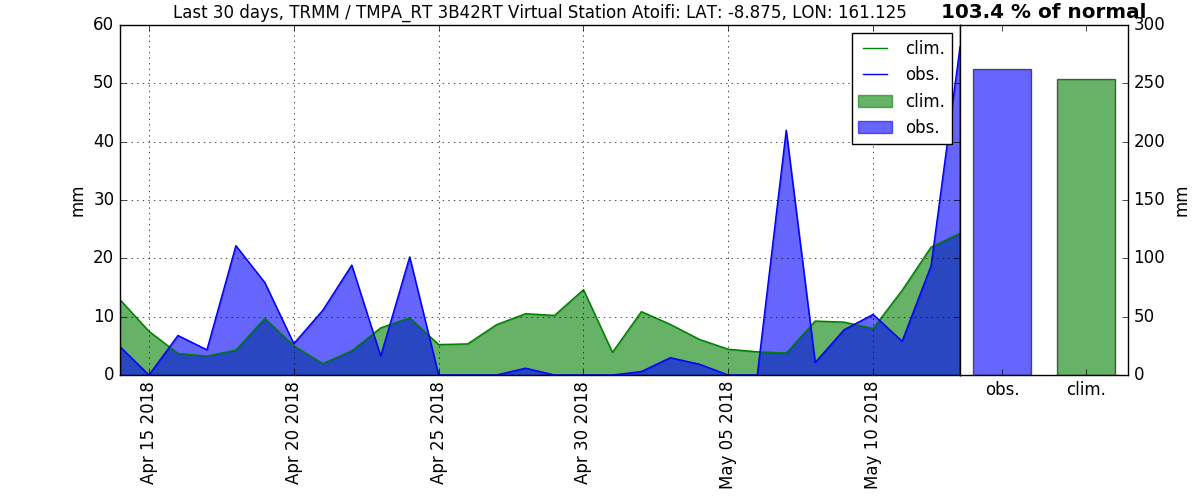 Last 30 days, TRMM / TMPA_RT 3B42RT Virtual Station Atoifi: LAT: -8.875, LON: 161.125
103.4 % of normal
60
50
40
30
20
10
0
mm
clim.
obs.
clim.
obs.
300
250
200
150
100
50
0
mm
Apr 15 2018
Apr 20 2018
Apr 25 2018
Apr 30 2018
May 05 2018
May 10 2018
obs.
clim.